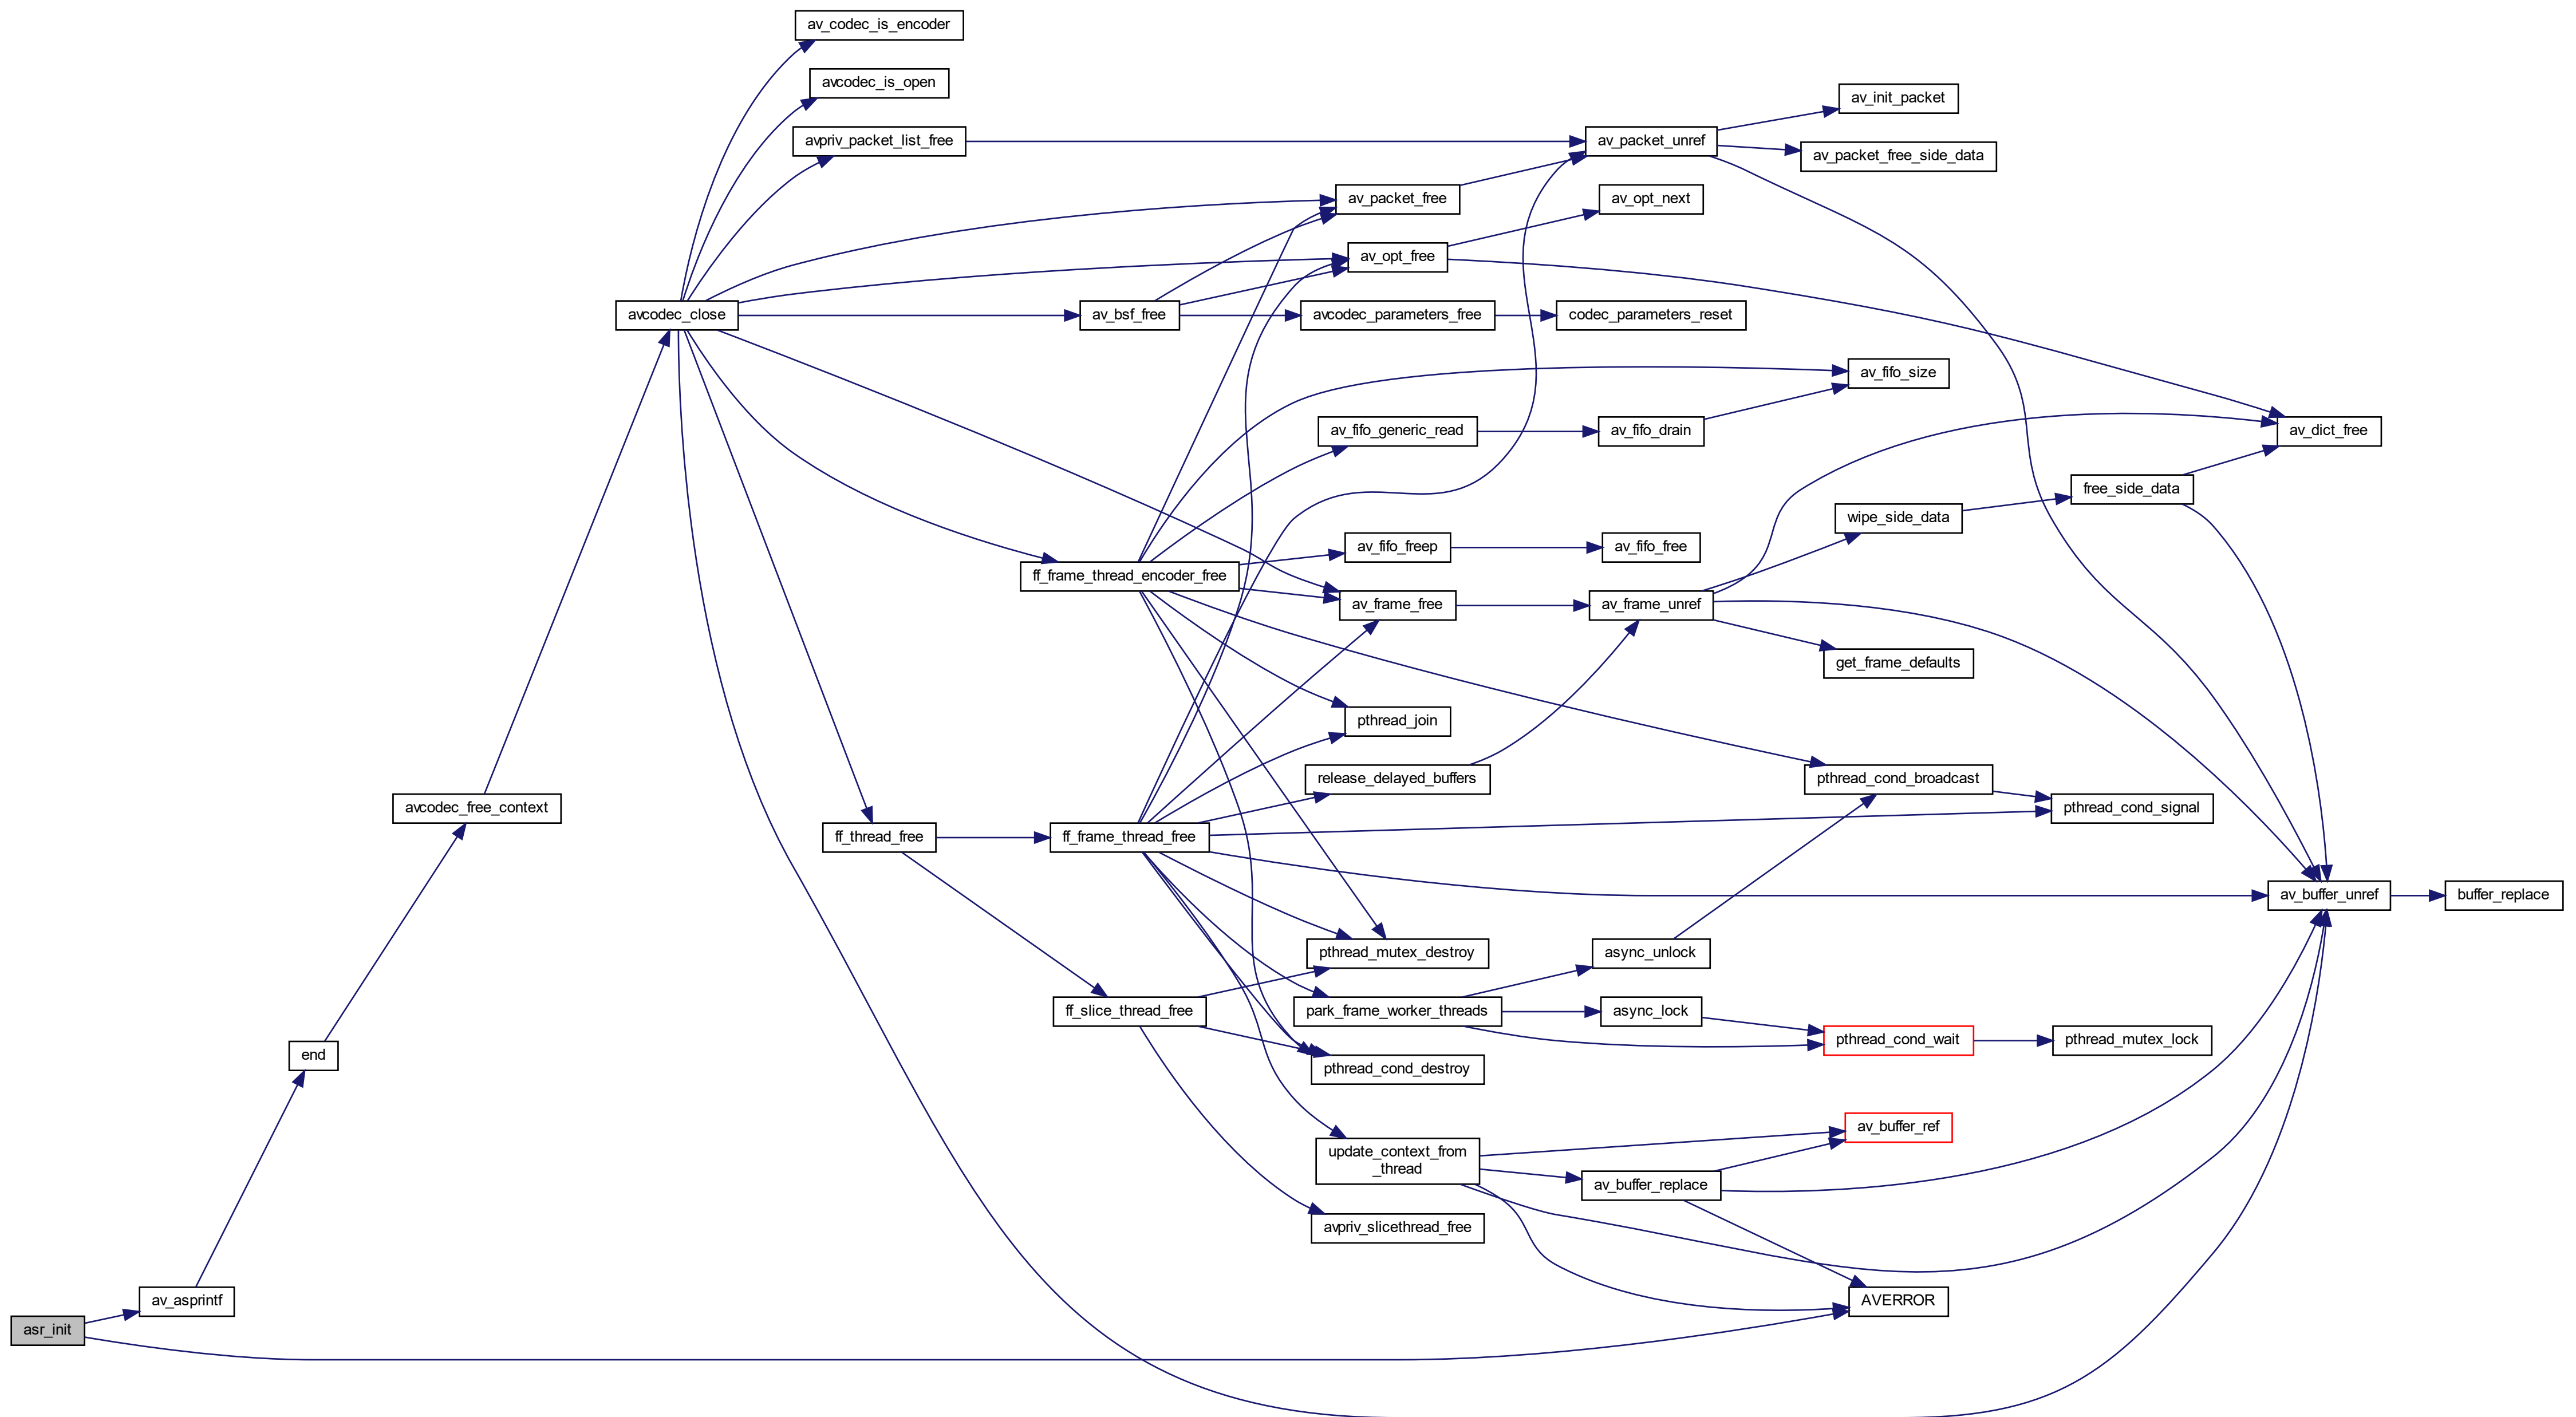 av_codec_is_encoder
avcodec_is_open
av_init_packet
avpriv_packet_list_free
av_packet_unref
av_packet_free_side_data
av_packet_free
av_opt_next
av_opt_free
avcodec_close
av_bsf_free
avcodec_parameters_free
codec_parameters_reset
av_fifo_size
av_fifo_generic_read
av_fifo_drain
av_dict_free
free_side_data
wipe_side_data
av_fifo_freep
av_fifo_free
ff_frame_thread_encoder_free
av_frame_free
av_frame_unref
get_frame_defaults
pthread_join
release_delayed_buffers
pthread_cond_broadcast
avcodec_free_context
pthread_cond_signal
ff_thread_free
ff_frame_thread_free
av_buffer_unref
buffer_replace
pthread_mutex_destroy
async_unlock
ff_slice_thread_free
park_frame_worker_threads
async_lock
end
pthread_cond_wait
pthread_mutex_lock
pthread_cond_destroy
av_buffer_ref
update_context_from
_thread
av_buffer_replace
avpriv_slicethread_free
av_asprintf
AVERROR
asr_init